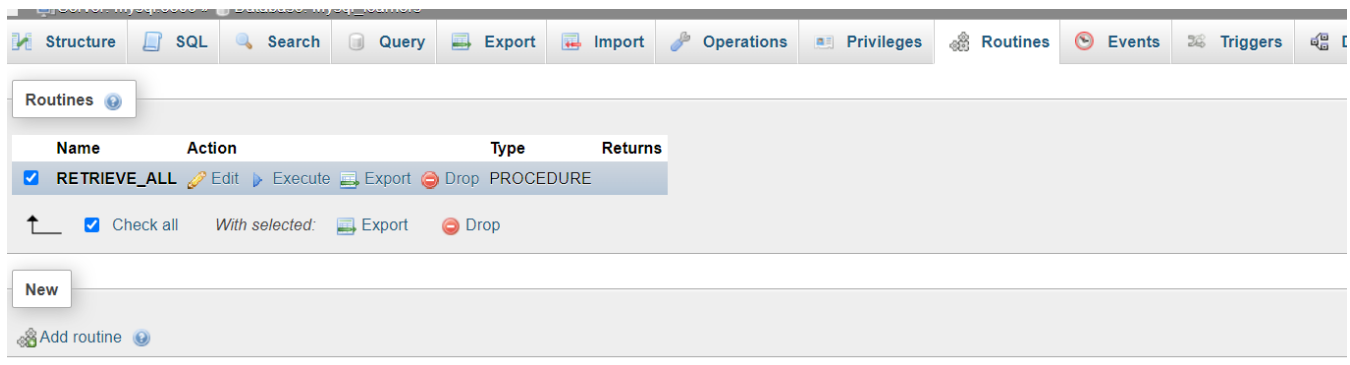 Structure SQL Search Query Export Import Operations Privileges Routines Events Triggers
Routines
Name Action Type Returns
RETRIEVE_ALL Edit Execute Export Drop PROCEDURE
Check all With selected: Export Drop
New
Add routine